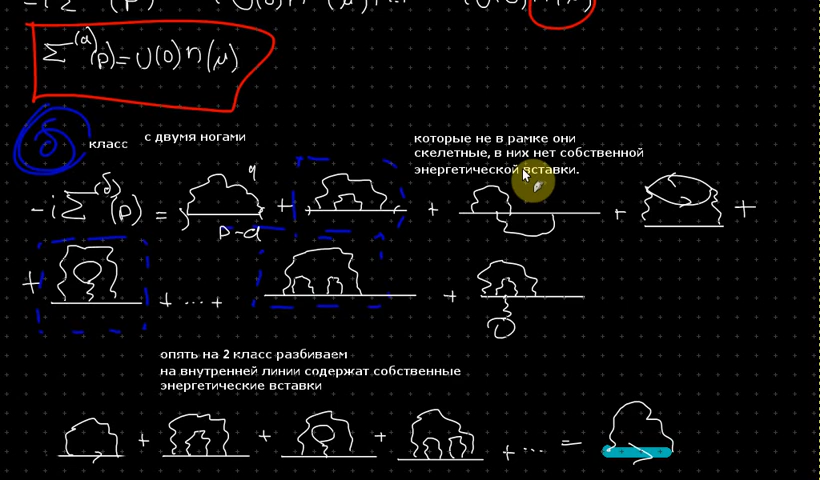 Σ⁽ᵃ⁾(p) = U(0) n(μ)
б
класс
с двумя ногами
которые не в рамке они
скелетные, в них нет собственной
энергетической вставки.
-i Σ⁽ᵟ⁾(p) = + + +
q
p-q
+ + ... + +
опять на 2 класс разбиваем
на внутренней линии содержат собственные
энергетические вставки
+ + + + ... =